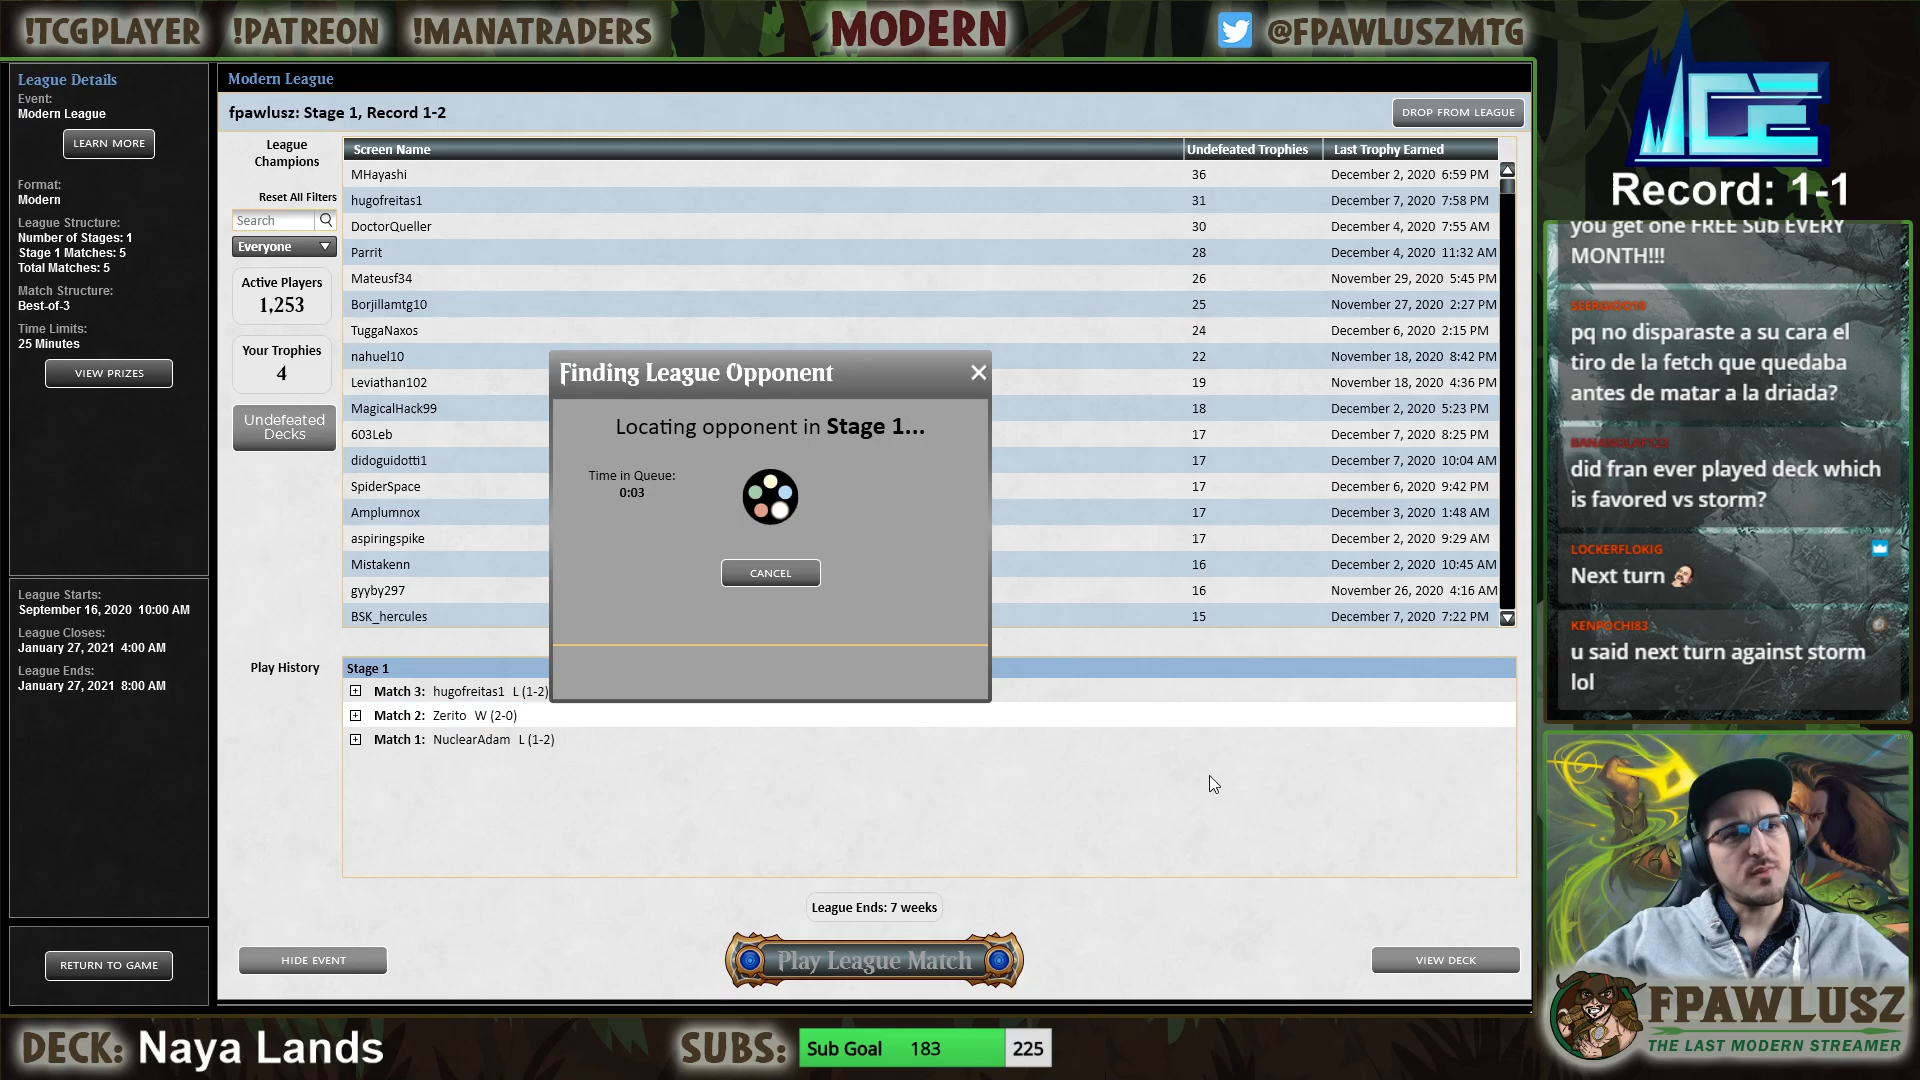 !TCGPLAYER !PATREON !MANATRADERS MODERN @FPAWLUSZMTG
League Details
Event:
Modern League
LEARN MORE
Format:
Modern
League Structure:
Number of Stages: 1
Stage 1 Matches: 5
Total Matches: 5
Match Structure:
Best-of-3
Time Limits:
25 Minutes
VIEW PRIZES
League Starts:
September 16, 2020 10:00 AM
League Closes:
January 27, 2021 4:00 AM
League Ends:
January 27, 2021 8:00 AM
RETURN TO GAME
Modern League
fpawlusz: Stage 1, Record 1-2
DROP FROM LEAGUE
League
Champions
Reset All Filters
Search
Everyone
Active Players
1,253
Your Trophies
4
Undefeated
Decks
Screen Name Undefeated Trophies Last Trophy Earned
MHayashi 36 December 2, 2020 6:59 PM
hugofreitas1 31 December 7, 2020 7:58 PM
DoctorQueller 30 December 4, 2020 7:55 AM
Parrit 28 December 4, 2020 11:32 AM
Mateusf34 26 November 29, 2020 5:45 PM
Borjillamtg10 25 November 27, 2020 2:27 PM
TuggaNaxos 24 December 6, 2020 2:15 PM
nahuel10 22 November 18, 2020 8:42 PM
Leviathan102 19 November 18, 2020 4:36 PM
MagicalHack99 18 December 2, 2020 5:23 PM
603Leb 17 December 7, 2020 8:25 PM
didoguidotti1 17 December 7, 2020 10:04 AM
SpiderSpace 17 December 6, 2020 9:42 PM
Amplumnox 17 December 3, 2020 1:48 AM
aspiringspike 17 December 2, 2020 9:29 AM
Mistakenn 16 December 2, 2020 10:45 AM
gyyby297 16 November 26, 2020 4:16 AM
BSK_hercules 15 December 7, 2020 7:22 PM
Finding League Opponent
Locating opponent in Stage 1...
Time in Queue:
0:03
CANCEL
Play History
Stage 1
Match 3: hugofreitas1 L (1-2)
Match 2: Zerito W (2-0)
Match 1: NuclearAdam L (1-2)
League Ends: 7 weeks
HIDE EVENT
Play League Match
VIEW DECK
Record: 1-1
you get one FREE Sub EVERY
MONTH!!!
pq no disparaste a su cara el
tiro de la fetch que quedaba
antes de matar a la driada?
did fran ever played deck which
is favored vs storm?
LOCKERFLOKIG
Next turn
KENPOCHI83
u said next turn against storm
lol
FPAWLUSZ
THE LAST MODERN STREAMER
DECK: Naya Lands
SUBS: Sub Goal 183 225